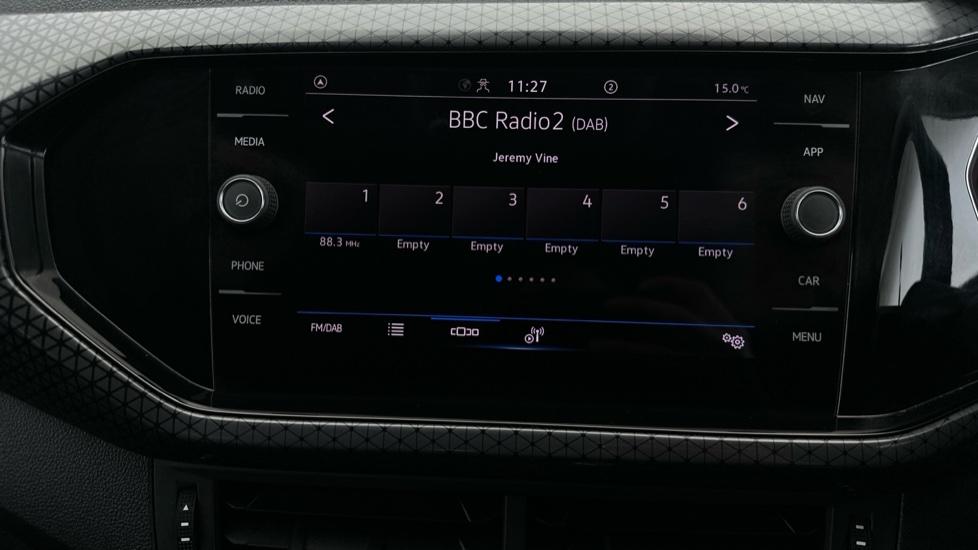 RADIO
MEDIA
PHONE
VOICE
11:27
2
15.0 °C
BBC Radio2 (DAB)
Jeremy Vine
1 2 3 4 5 6
88.3 MHz Empty Empty Empty Empty Empty
FM/DAB
NAV
APP
CAR
MENU